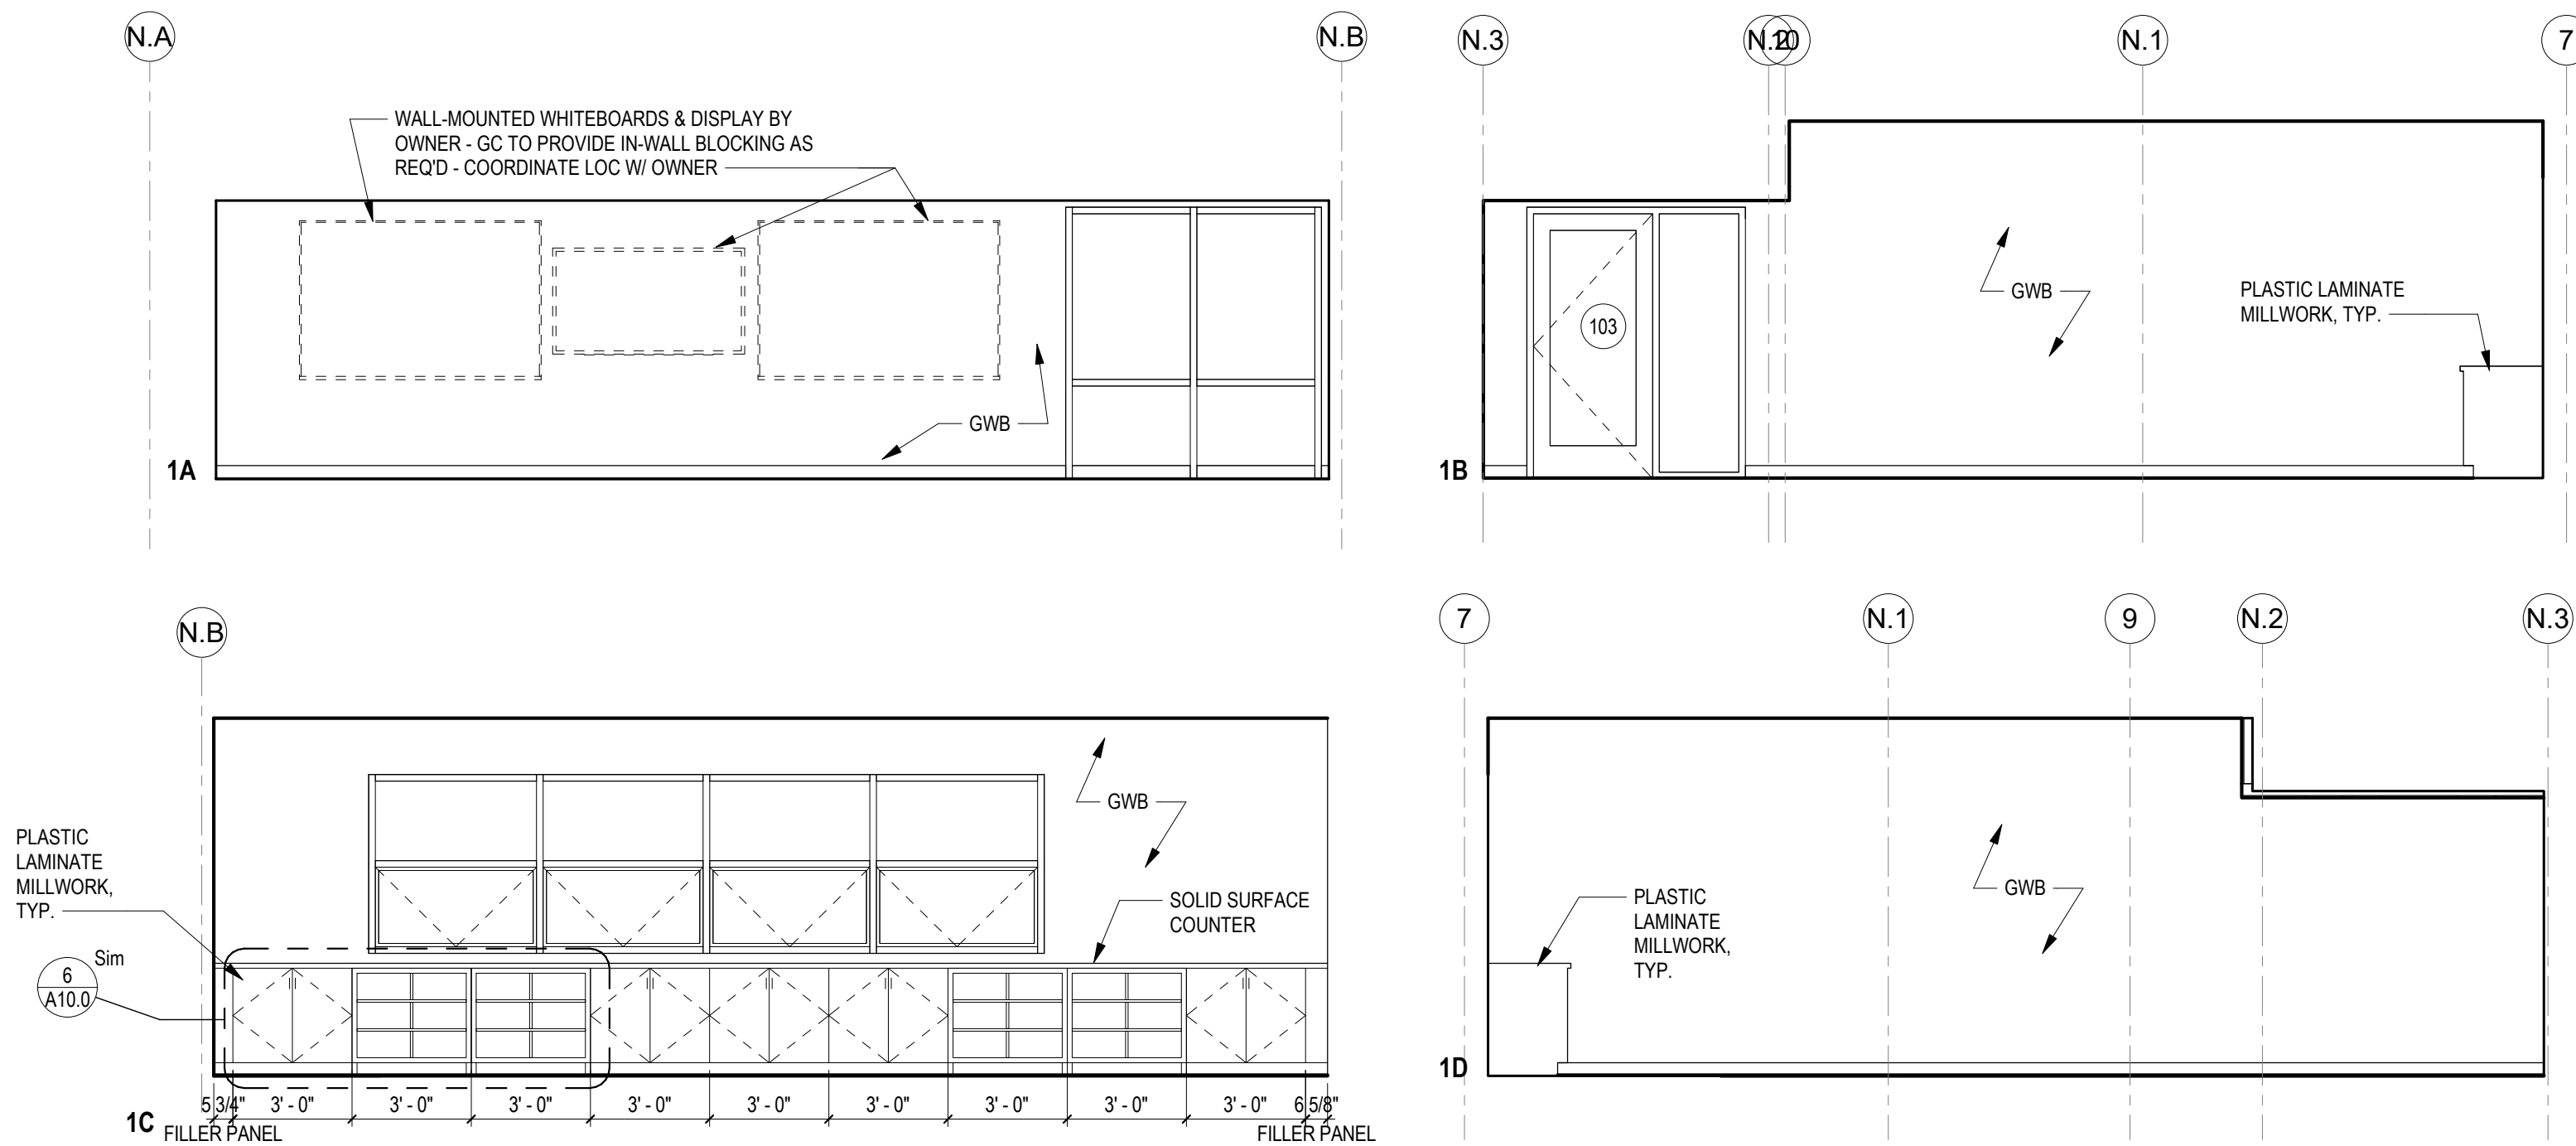 N.A
N.B
WALL-MOUNTED WHITEBOARDS & DISPLAY BY
OWNER - GC TO PROVIDE IN-WALL BLOCKING AS
REQ'D - COORDINATE LOC W/ OWNER
GWB
1A
N.3
N.1
7
103
GWB
PLASTIC LAMINATE
MILLWORK, TYP.
1B
N.B
PLASTIC
LAMINATE
MILLWORK,
TYP.
6
A10.0
Sim
GWB
SOLID SURFACE
COUNTER
5 3/4"
3' - 0"
3' - 0"
3' - 0"
3' - 0"
3' - 0"
3' - 0"
3' - 0"
3' - 0"
3' - 0"
6 5/8"
1C
FILLER PANEL
FILLER PANEL
7
N.1
9
N.2
N.3
GWB
PLASTIC
LAMINATE
MILLWORK,
TYP.
1D